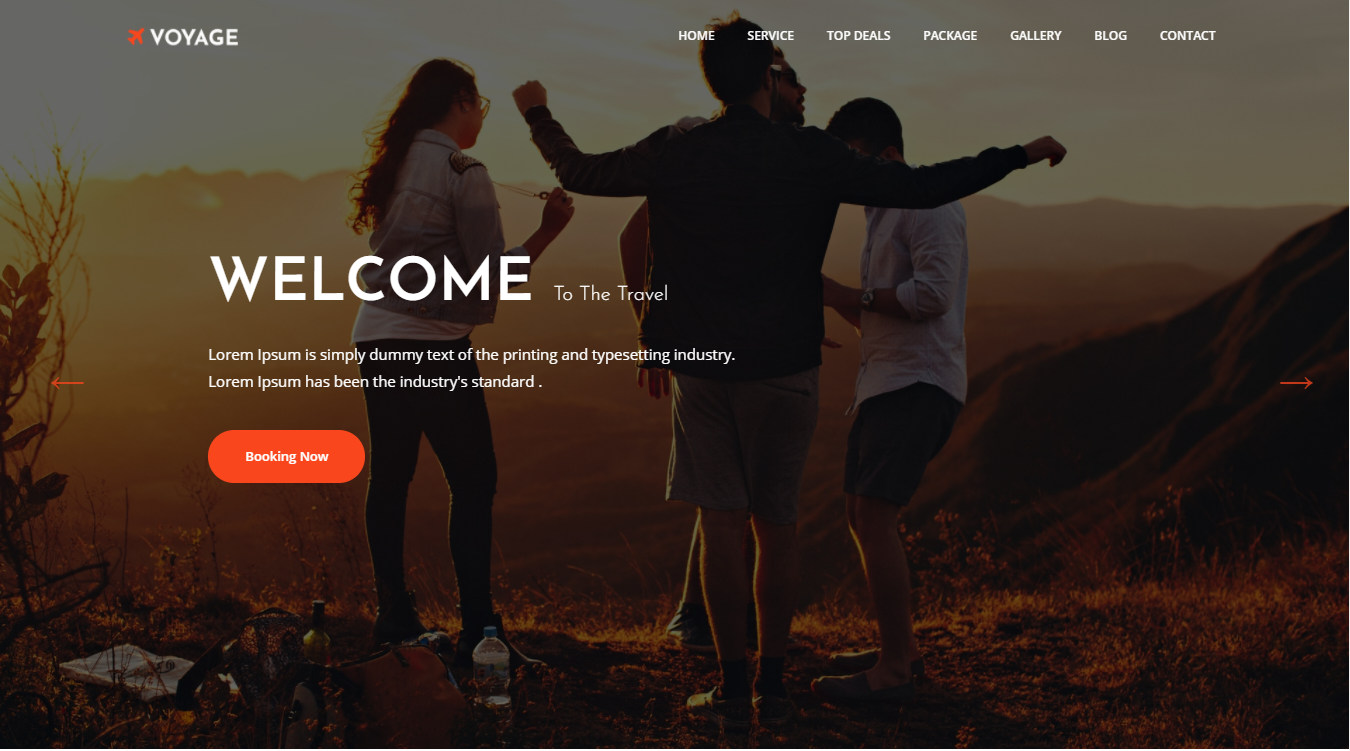 VOYAGE
HOME SERVICE TOP DEALS PACKAGE GALLERY BLOG CONTACT
WELCOME To The Travel
Lorem Ipsum is simply dummy text of the printing and typesetting industry.
Lorem Ipsum has been the industry's standard .
Booking Now